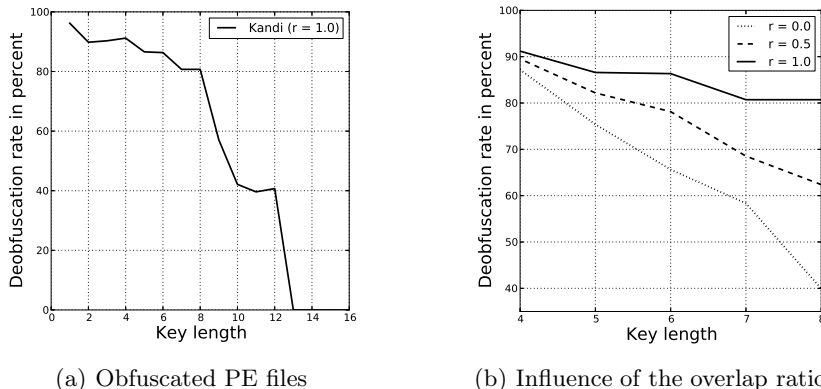 100
80
60
40
20
0
Deobfuscation rate in percent
Kandi (r = 1.0)
0 2 4 6 8 10 12 14 16
Key length
(a) Obfuscated PE files
100
90
80
70
60
50
40
Deobfuscation rate in percent
r = 0.0
r = 0.5
r = 1.0
4 5 6 7 8
Key length
(b) Influence of the overlap ratio